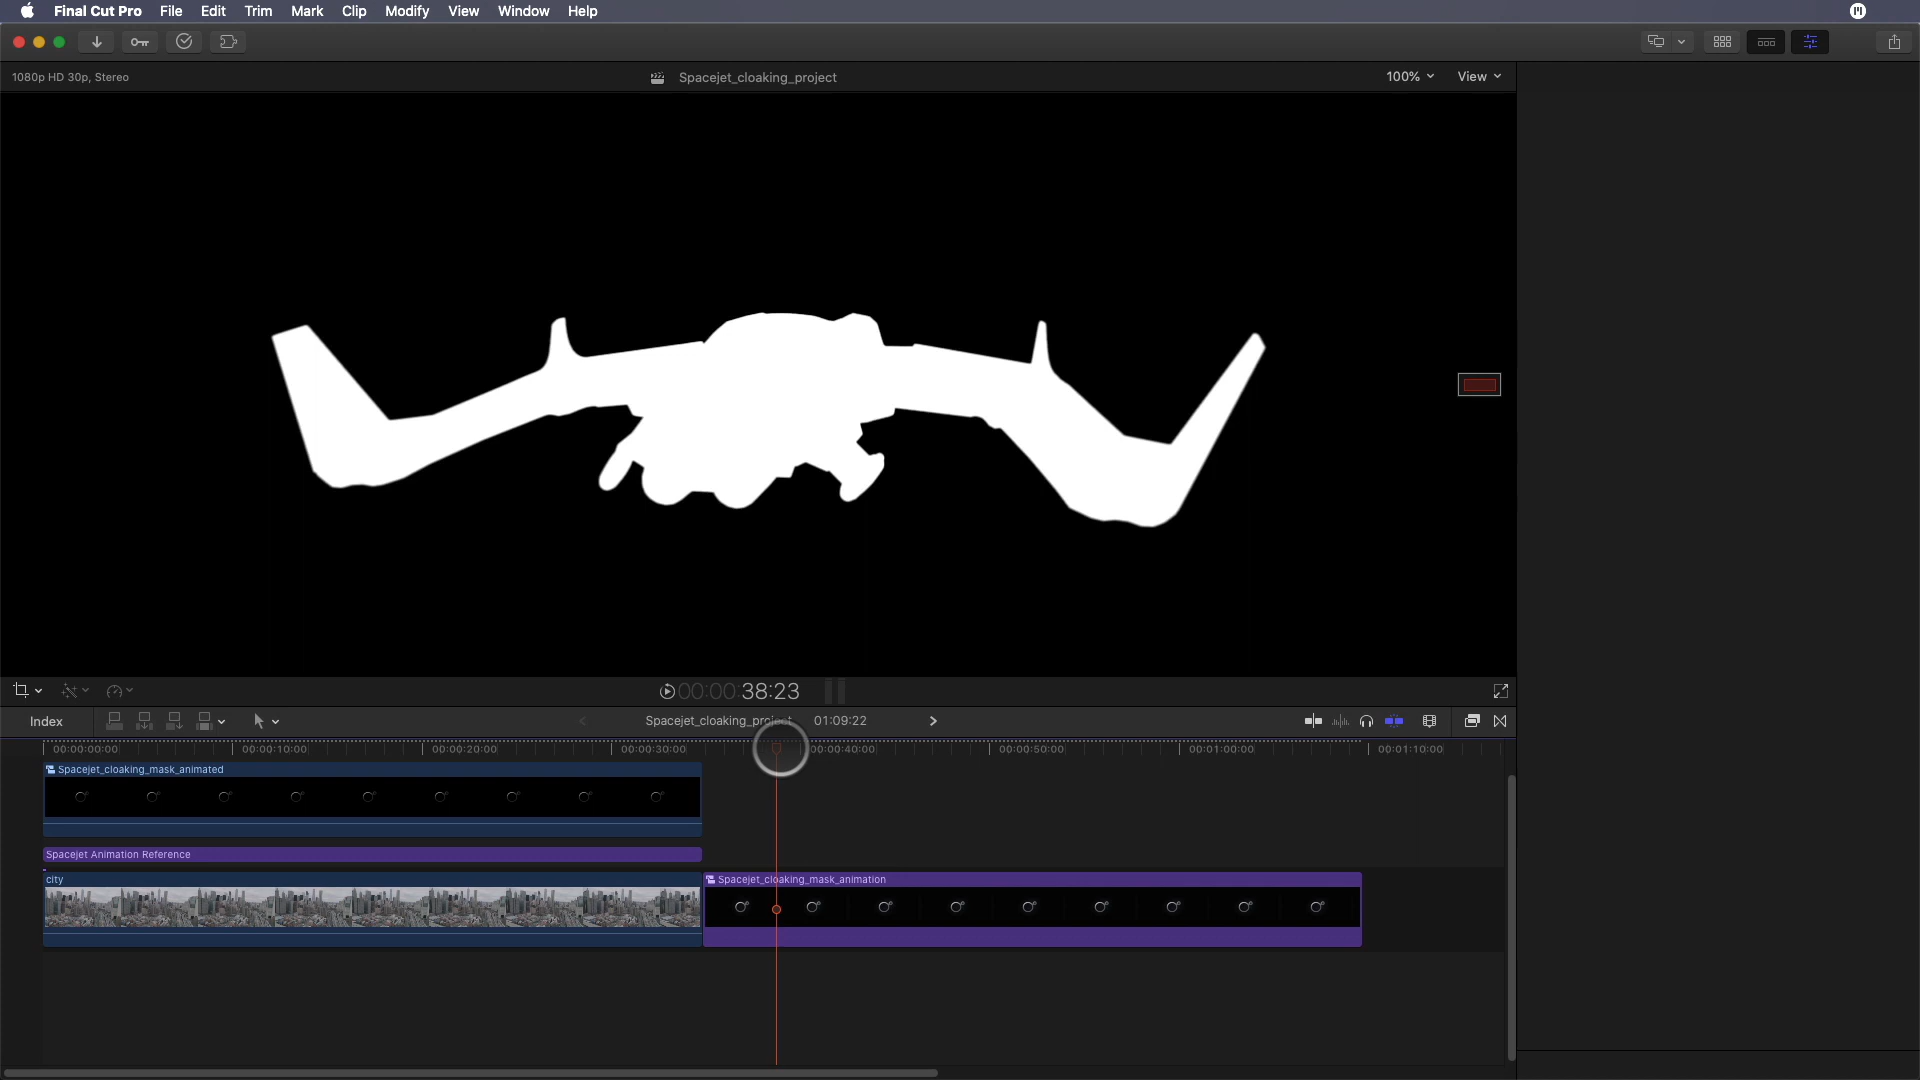 Final Cut Pro File Edit Trim Mark Clip Modify View Window Help
1080p HD 30p, Stereo
Spacejet_cloaking_project
100% View
00:00:38:23
Index
Spacejet_cloaking_project 01:09:22
00:00:00:00 00:00:10:00 00:00:20:00 00:00:30:00 00:00:40:00 00:00:50:00 00:01:00:00 00:01:10:00
Spacejet_cloaking_mask_animated
Spacejet Animation Reference
city
Spacejet_cloaking_mask_animation